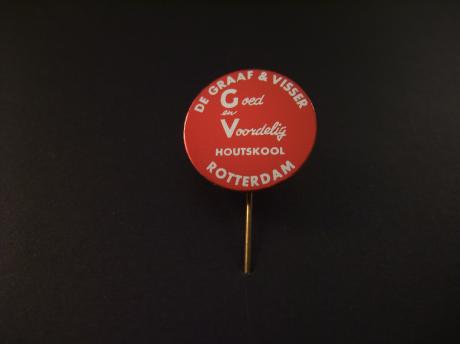 DE GRAAF & VISSER
Goed
en
Voordelig
HOUTSKOOL
ROTTERDAM